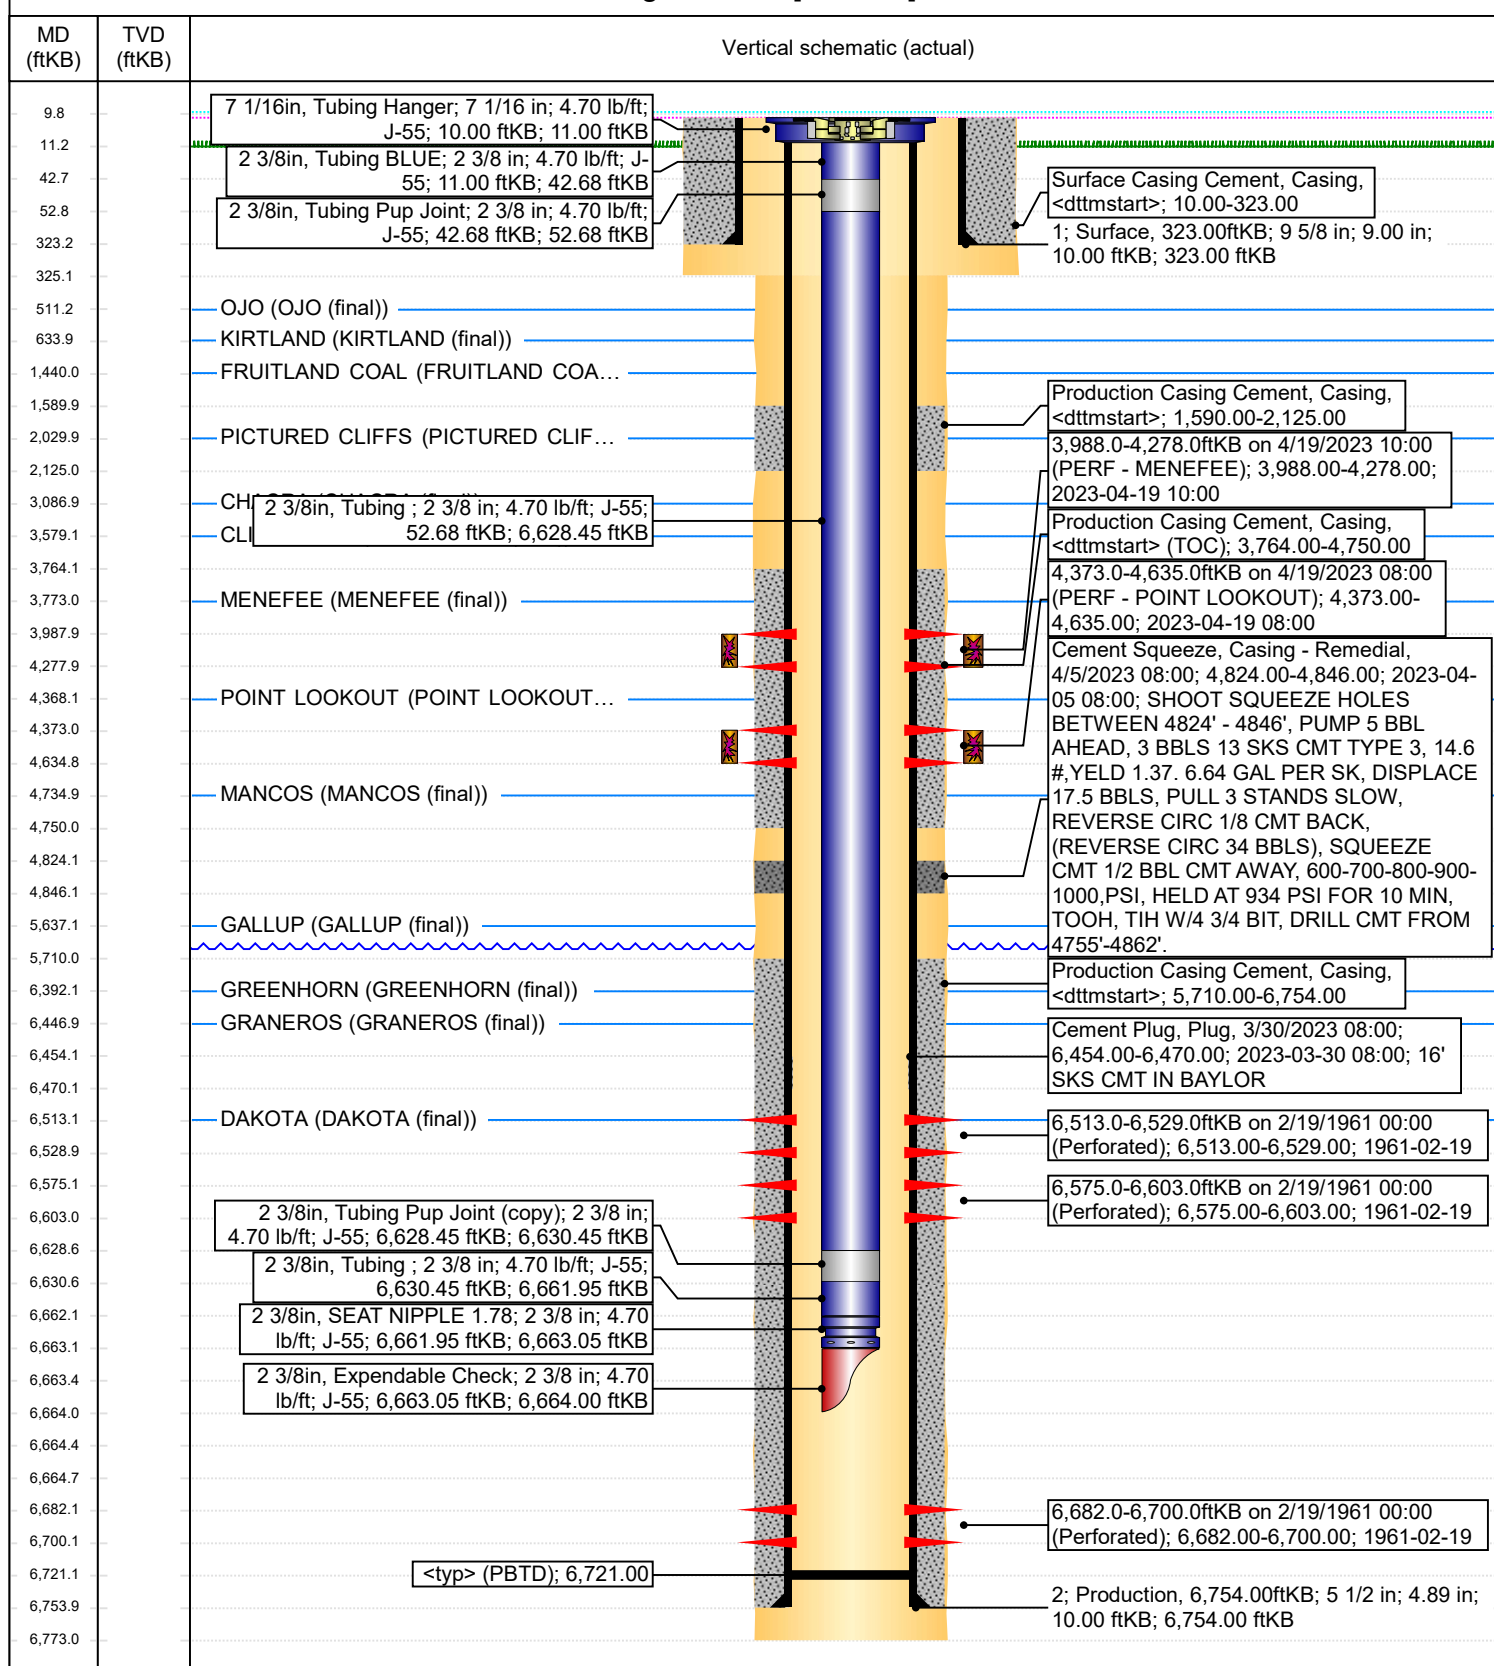 MD
(ftKB)
TVD
(ftKB)
Vertical schematic (actual)
9.8
11.2
42.7
52.8
323.2
325.1
511.2
633.9
1,440.0
1,589.9
2,029.9
2,125.0
3,086.9
3,579.1
3,764.1
3,773.0
3,987.9
4,277.9
4,368.1
4,373.0
4,634.8
4,734.9
4,750.0
4,824.1
4,846.1
5,637.1
5,710.0
6,392.1
6,446.9
6,454.1
6,470.1
6,513.1
6,528.9
6,575.1
6,603.0
6,628.6
6,630.6
6,662.1
6,663.1
6,663.4
6,664.0
6,664.4
6,664.7
6,682.1
6,700.1
6,721.1
6,753.9
6,773.0
7 1/16in, Tubing Hanger; 7 1/16 in; 4.70 lb/ft;
J-55; 10.00 ftKB; 11.00 ftKB
2 3/8in, Tubing BLUE; 2 3/8 in; 4.70 lb/ft; J-
55; 11.00 ftKB; 42.68 ftKB
2 3/8in, Tubing Pup Joint; 2 3/8 in; 4.70 lb/ft;
J-55; 42.68 ftKB; 52.68 ftKB
OJO (OJO (final))
KIRTLAND (KIRTLAND (final))
FRUITLAND COAL (FRUITLAND COA...
PICTURED CLIFFS (PICTURED CLIF...
2 3/8in, Tubing ; 2 3/8 in; 4.70 lb/ft; J-55;
CLI 52.68 ftKB; 6,628.45 ftKB
MENEFEE (MENEFEE (final))
POINT LOOKOUT (POINT LOOKOUT...
MANCOS (MANCOS (final))
GALLUP (GALLUP (final))
GREENHORN (GREENHORN (final))
GRANEROS (GRANEROS (final))
DAKOTA (DAKOTA (final))
2 3/8in, Tubing Pup Joint (copy); 2 3/8 in;
4.70 lb/ft; J-55; 6,628.45 ftKB; 6,630.45 ftKB
2 3/8in, Tubing ; 2 3/8 in; 4.70 lb/ft; J-55;
6,630.45 ftKB; 6,661.95 ftKB
2 3/8in, SEAT NIPPLE 1.78; 2 3/8 in; 4.70
lb/ft; J-55; 6,661.95 ftKB; 6,663.05 ftKB
2 3/8in, Expendable Check; 2 3/8 in; 4.70
lb/ft; J-55; 6,663.05 ftKB; 6,664.00 ftKB
<typ> (PBTD); 6,721.00
Surface Casing Cement, Casing,
<dttmstart>; 10.00-323.00
1; Surface, 323.00ftKB; 9 5/8 in; 9.00 in;
10.00 ftKB; 323.00 ftKB
Production Casing Cement, Casing,
<dttmstart>; 1,590.00-2,125.00
3,988.0-4,278.0ftKB on 4/19/2023 10:00
(PERF - MENEFEE); 3,988.00-4,278.00;
2023-04-19 10:00
Production Casing Cement, Casing,
<dttmstart> (TOC); 3,764.00-4,750.00
4,373.0-4,635.0ftKB on 4/19/2023 08:00
(PERF - POINT LOOKOUT); 4,373.00-
4,635.00; 2023-04-19 08:00
Cement Squeeze, Casing - Remedial,
4/5/2023 08:00; 4,824.00-4,846.00; 2023-04-
05 08:00; SHOOT SQUEEZE HOLES
BETWEEN 4824' - 4846', PUMP 5 BBL
AHEAD, 3 BBLS 13 SKS CMT TYPE 3, 14.6
#,YELD 1.37. 6.64 GAL PER SK, DISPLACE
17.5 BBLS, PULL 3 STANDS SLOW,
REVERSE CIRC 1/8 CMT BACK,
(REVERSE CIRC 34 BBLS), SQUEEZE
CMT 1/2 BBL CMT AWAY, 600-700-800-900-
1000,PSI, HELD AT 934 PSI FOR 10 MIN,
TOOH, TIH W/4 3/4 BIT, DRILL CMT FROM
4755'-4862'.
Production Casing Cement, Casing,
<dttmstart>; 5,710.00-6,754.00
Cement Plug, Plug, 3/30/2023 08:00;
6,454.00-6,470.00; 2023-03-30 08:00; 16'
SKS CMT IN BAYLOR
6,513.0-6,529.0ftKB on 2/19/1961 00:00
(Perforated); 6,513.00-6,529.00; 1961-02-19
6,575.0-6,603.0ftKB on 2/19/1961 00:00
(Perforated); 6,575.00-6,603.00; 1961-02-19
6,682.0-6,700.0ftKB on 2/19/1961 00:00
(Perforated); 6,682.00-6,700.00; 1961-02-19
2; Production, 6,754.00ftKB; 5 1/2 in; 4.89 in;
10.00 ftKB; 6,754.00 ftKB